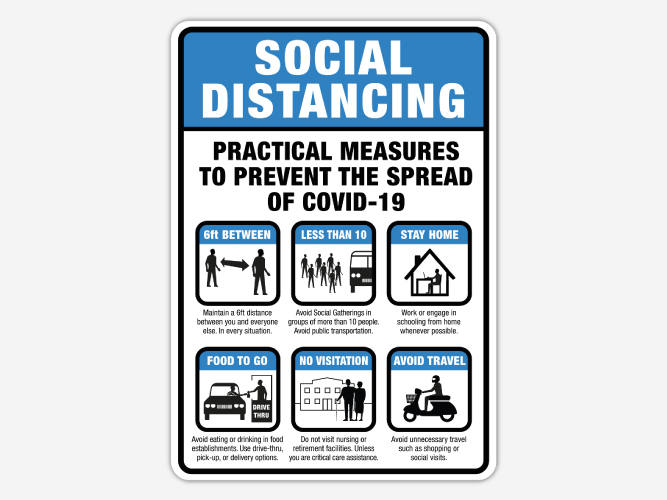 SOCIAL
DISTANCING
PRACTICAL MEASURES
TO PREVENT THE SPREAD
OF COVID-19
6ft BETWEEN
Maintain a 6ft distance
between you and everyone
else. In every situation.
LESS THAN 10
Avoid Social Gatherings in
groups of more than 10 people.
Avoid public transportation.
STAY HOME
Work or engage in
schooling from home
whenever possible.
FOOD TO GO
DRIVE
THRU
Avoid eating or drinking in food
establishments. Use drive-thru,
pick-up, or delivery options.
NO VISITATION
Do not visit nursing or
retirement facilities. Unless
you are critical care assistance.
AVOID TRAVEL
Avoid unnecessary travel
such as shopping or
social visits.